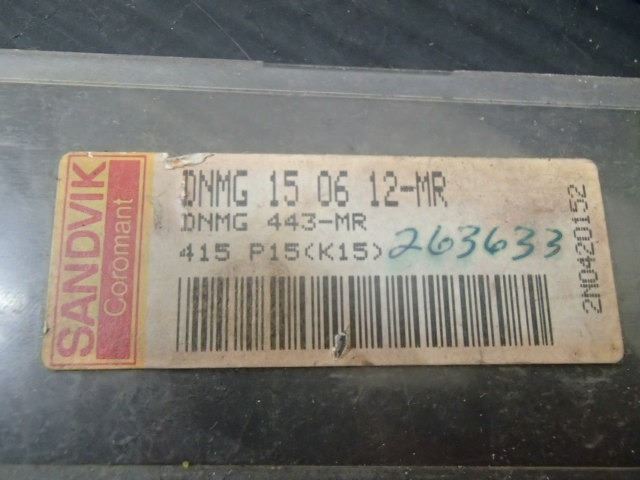 SANDVIK
Coromant
DNMG 15 06 12-MR
DNMG 443-MR
415 P15(K15) 263633
2N0420152